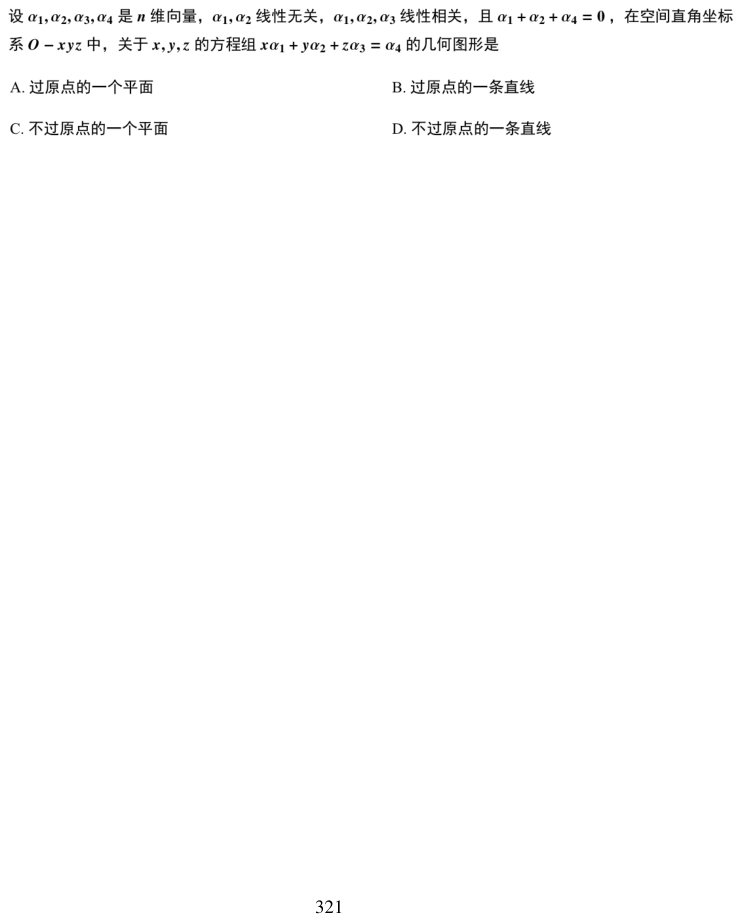 设 α₁,α₂,α₃,α₄ 是 n 维向量，α₁,α₂ 线性无关，α₁,α₂,α₃ 线性相关，且 α₁ + α₂ + α₄ = 0，在空间直角坐标
系 O − xyz 中，关于 x,y,z 的方程组 xα₁ + yα₂ + zα₃ = α₄ 的几何图形是
A. 过原点的一个平面
B. 过原点的一条直线
C. 不过原点的一个平面
D. 不过原点的一条直线
321